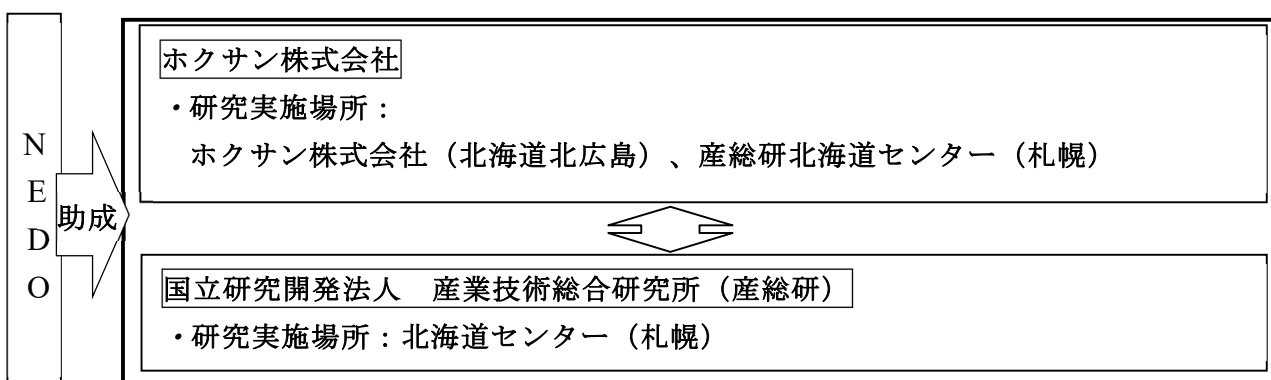 NEDO
助成
ホクサン株式会社
・研究実施場所：
ホクサン株式会社（北海道北広島）、産総研北海道センター（札幌）
国立研究開発法人　産業技術総合研究所（産総研）
・研究実施場所：北海道センター（札幌）